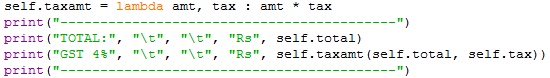 self.taxamt = lambda amt, tax : amt * tax
print("------------------------------------------")
print("TOTAL:", "\t", "\t", "Rs", self.total)
print("GST 4%", "\t", "\t", "Rs", self.taxamt(self.total, self.tax))
print("------------------------------------------")